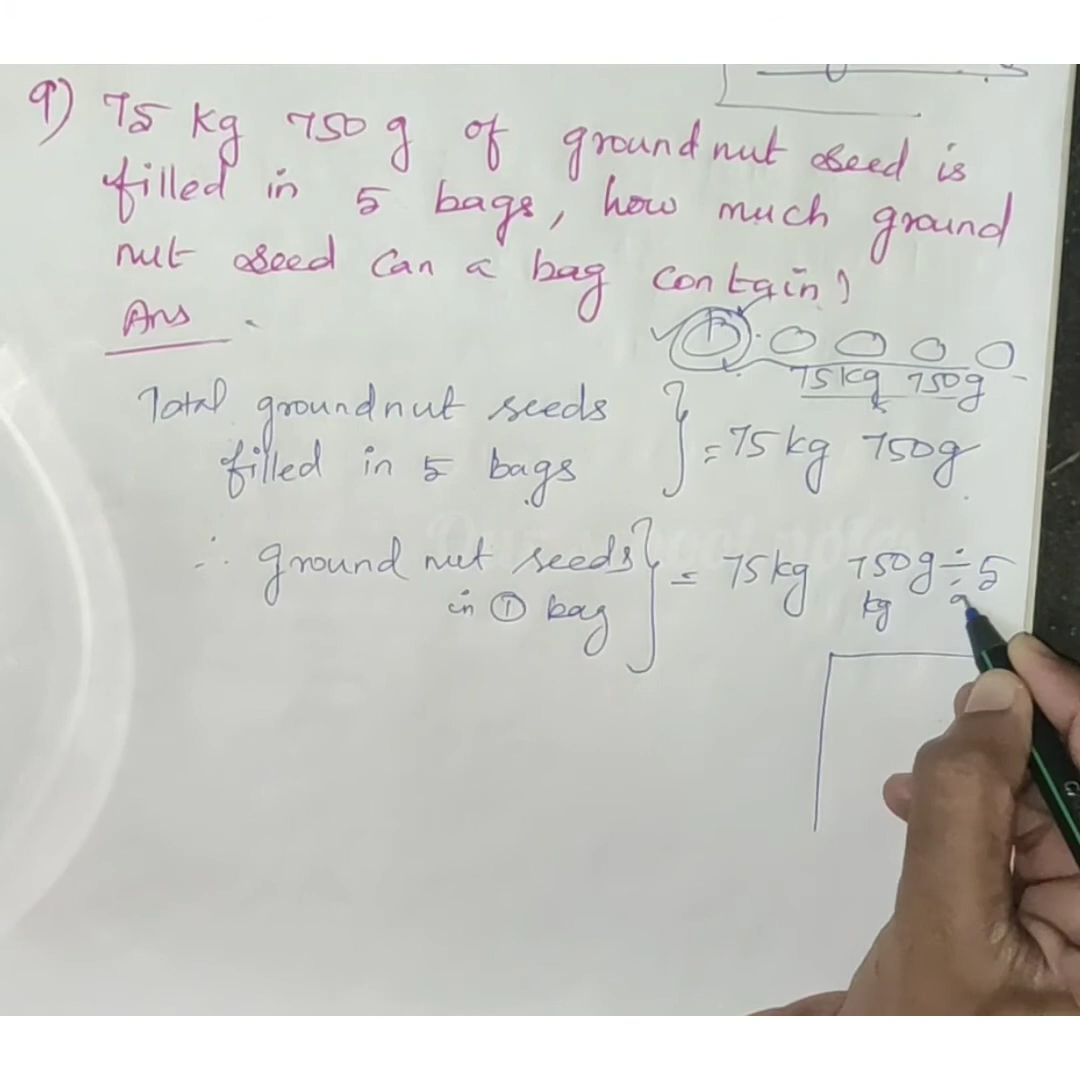 9) 75 kg 750 g of groundnut seed is
filled in 5 bags, how much ground
nut seed can a bag contain?
Ans
1
75kg 750g
Total groundnut seeds
filled in 5 bags } = 75 kg 750g
∴ ground nut seeds
in ① bag } = 75kg 750g ÷ 5
kg g